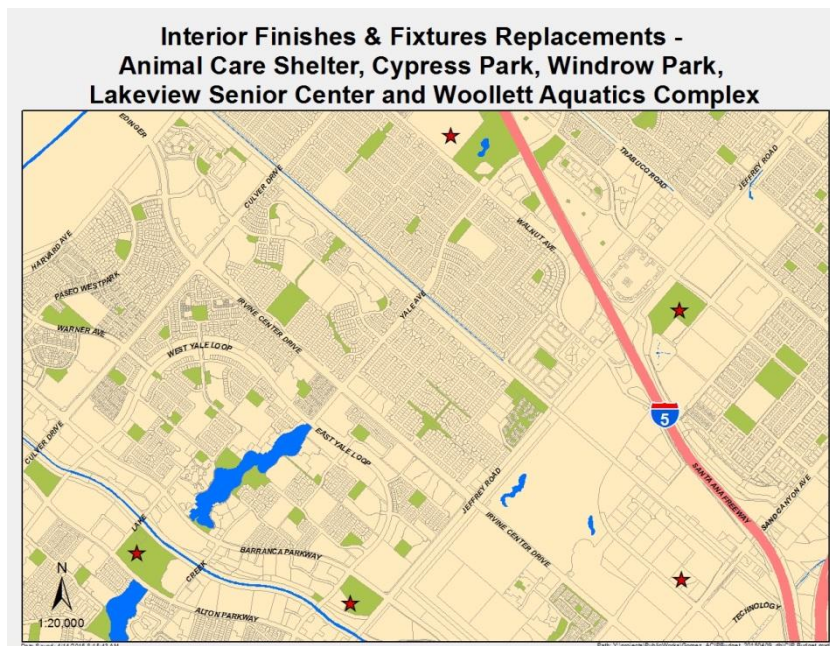 Interior Finishes & Fixtures Replacements -
Animal Care Shelter, Cypress Park, Windrow Park,
Lakeview Senior Center and Woollett Aquatics Complex
EDINGER
CULVER DRIVE
TRABUCO ROAD
JEFFREY ROAD
HARVARD AVE
WALNUT AVE
PASEO WESTPARK
YALE AVE
IRVINE CENTER DRIVE
WARNER AVE
WEST YALE LOOP
5
CULVER DRIVE
EAST YALE LOOP
JEFFREY ROAD
SANTA ANA FREEWAY
SAND CANYON AVE
IRVINE CENTER DRIVE
LAKE
BARRANCA PARKWAY
CREEK
N
ALTON PARKWAY
TECHNOLOGY
1:20,000